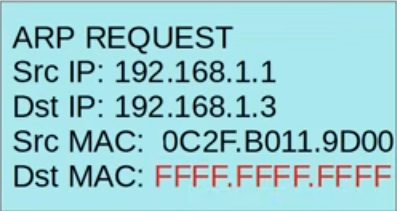 ARP REQUEST
Src IP: 192.168.1.1
Dst IP: 192.168.1.3
Src MAC: 0C2F.B011.9D00
Dst MAC: FFFF.FFFF.FFFF